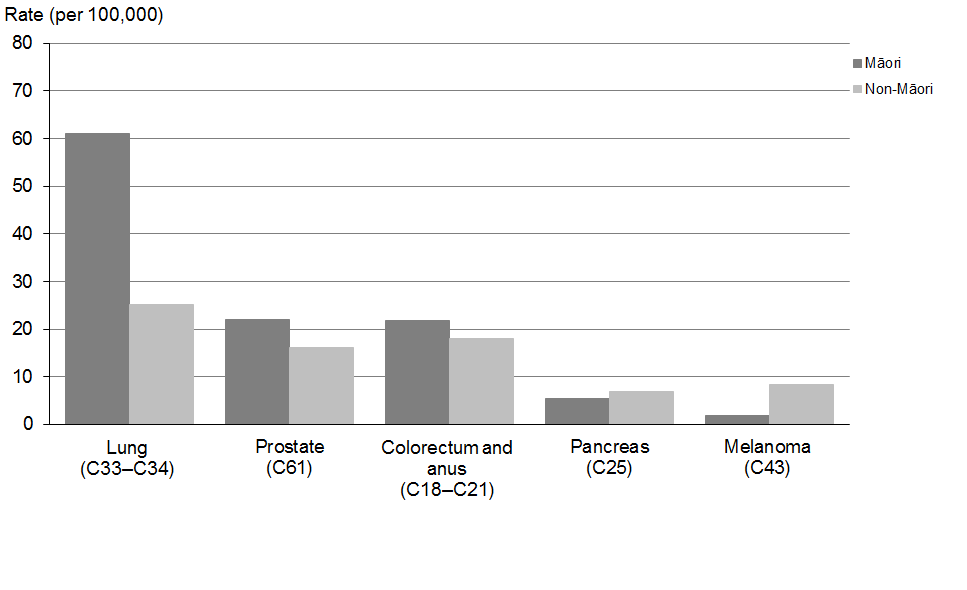 Rate (per 100,000)
80
70
60
50
40
30
20
10
0
Māori
Non-Māori
Lung
(C33–C34)
Prostate
(C61)
Colorectum and
anus
(C18–C21)
Pancreas
(C25)
Melanoma
(C43)